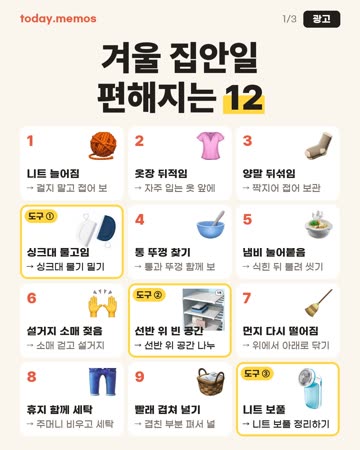 today.memos
1/3 광고
겨울 집안일
편해지는 12
1
니트 늘어짐
→ 걸지 말고 접어 보
2
옷장 뒤적임
→ 자주 입는 옷 앞에
3
양말 뒤섞임
→ 짝지어 접어 보관
도구 ①
싱크대 물고임
→ 싱크대 물기 밀기
4
통 뚜껑 찾기
→ 통과 뚜껑 함께 보
5
냄비 눌어붙음
→ 식힌 뒤 불려 씻기
6
설거지 소매 젖음
→ 소매 걷고 설거지
도구 ②
선반 위 빈 공간
→ 선반 위 공간 나누
7
먼지 다시 떨어짐
→ 위에서 아래로 닦기
8
휴지 함께 세탁
→ 주머니 비우고 세탁
9
빨래 겹쳐 널기
→ 겹친 부분 펴서 널
도구 ③
니트 보풀
→ 니트 보풀 정리하기